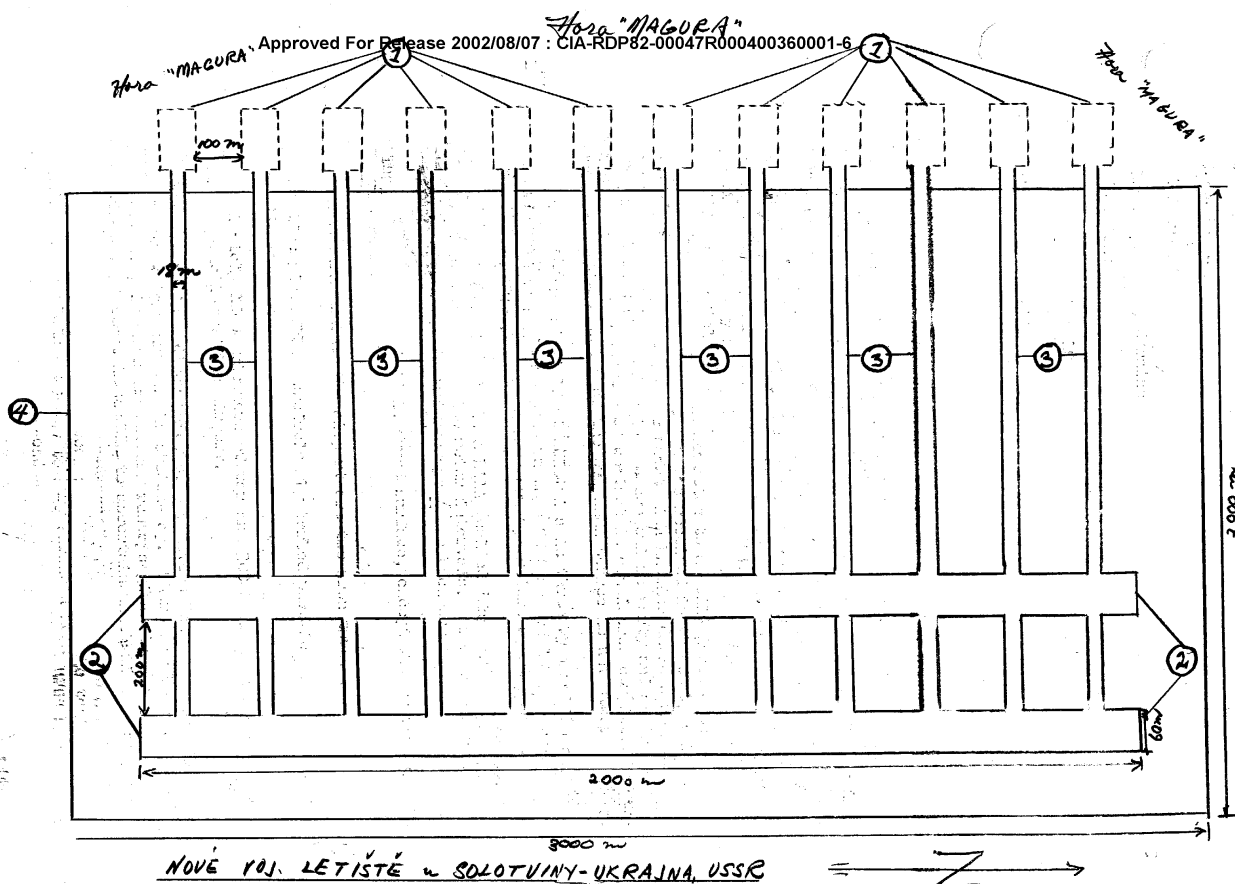 Hora "MAGURA"
Approved For Release 2002/08/07 : CIA-RDP82-00047R000400360001-6
Hora "MAGURA"
Hora "MAGURA"
1
1
100 m
18 m
3
3
3
3
3
3
4
2000 m
2
200 m
2
60 m
2000 m
3000 m
NOVÉ VOJ. LETIŠTĚ u SOLOTVINY-UKRAJNA, USSR